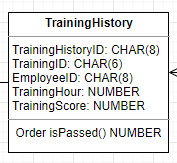 TrainingHistory
TrainingHistoryID: CHAR(8)
TrainingID: CHAR(6)
EmployeeID: CHAR(8)
TrainingHour: NUMBER
TrainingScore: NUMBER
Order isPassed() NUMBER